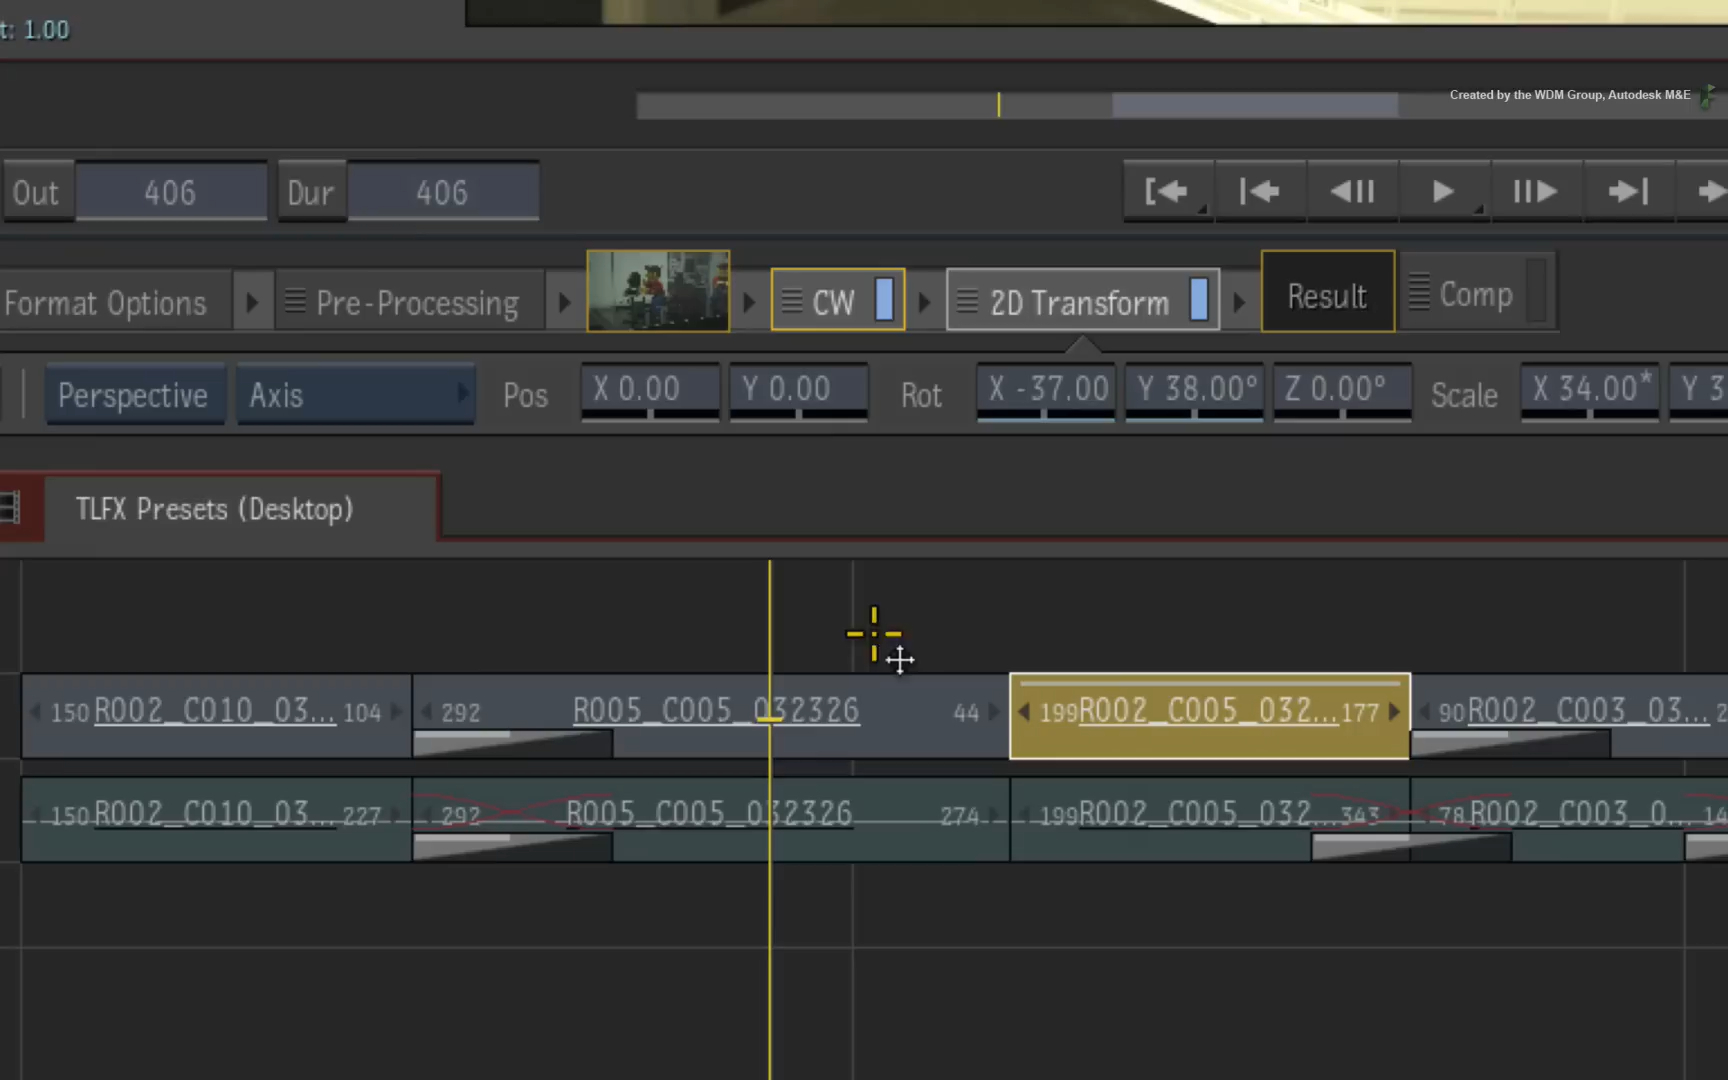 t: 1.00
Created by the WDM Group, Autodesk M&E
Out 406 Dur 406
Format Options Pre-Processing CW 2D Transform Result Comp
Perspective Axis Pos X 0.00 Y 0.00 Rot X -37.00 Y 38.00° Z 0.00° Scale X 34.00* Y 3
TLFX Presets (Desktop)
150 R002_C010_03... 104 292 R005_C005_032326 44 199 R002_C005_032... 177 90 R002_C003_03... 2
150 R002_C010_03... 227 292 R005_C005_032326 274 199 R002_C005_032... 343 78 R002_C003_0... 14